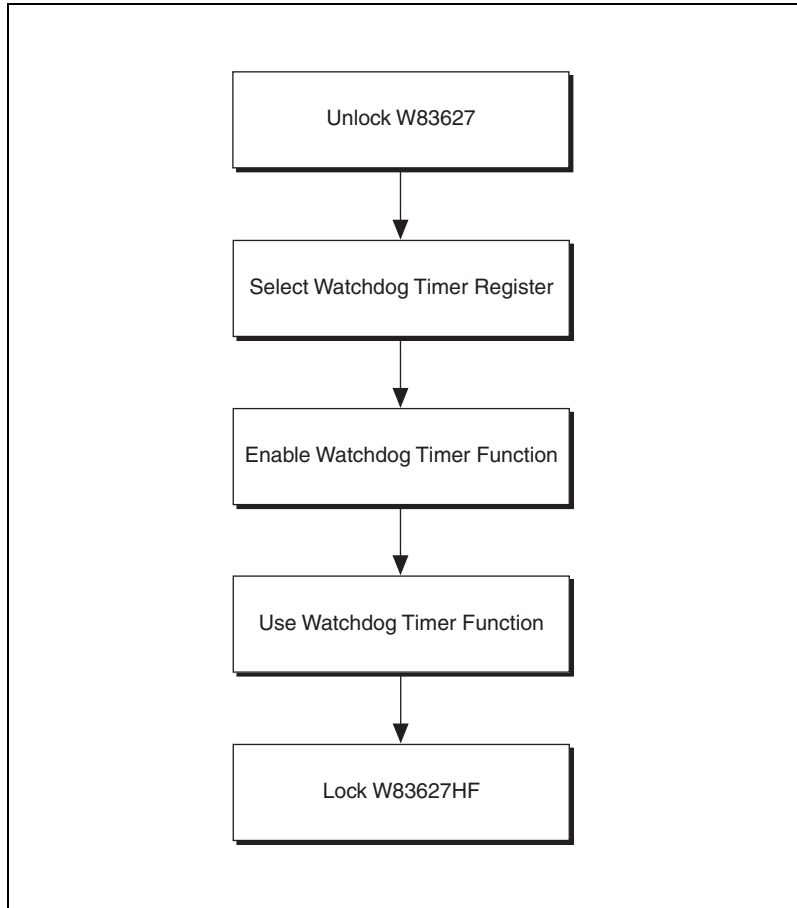 Unlock W83627
Select Watchdog Timer Register
Enable Watchdog Timer Function
Use Watchdog Timer Function
Lock W83627HF